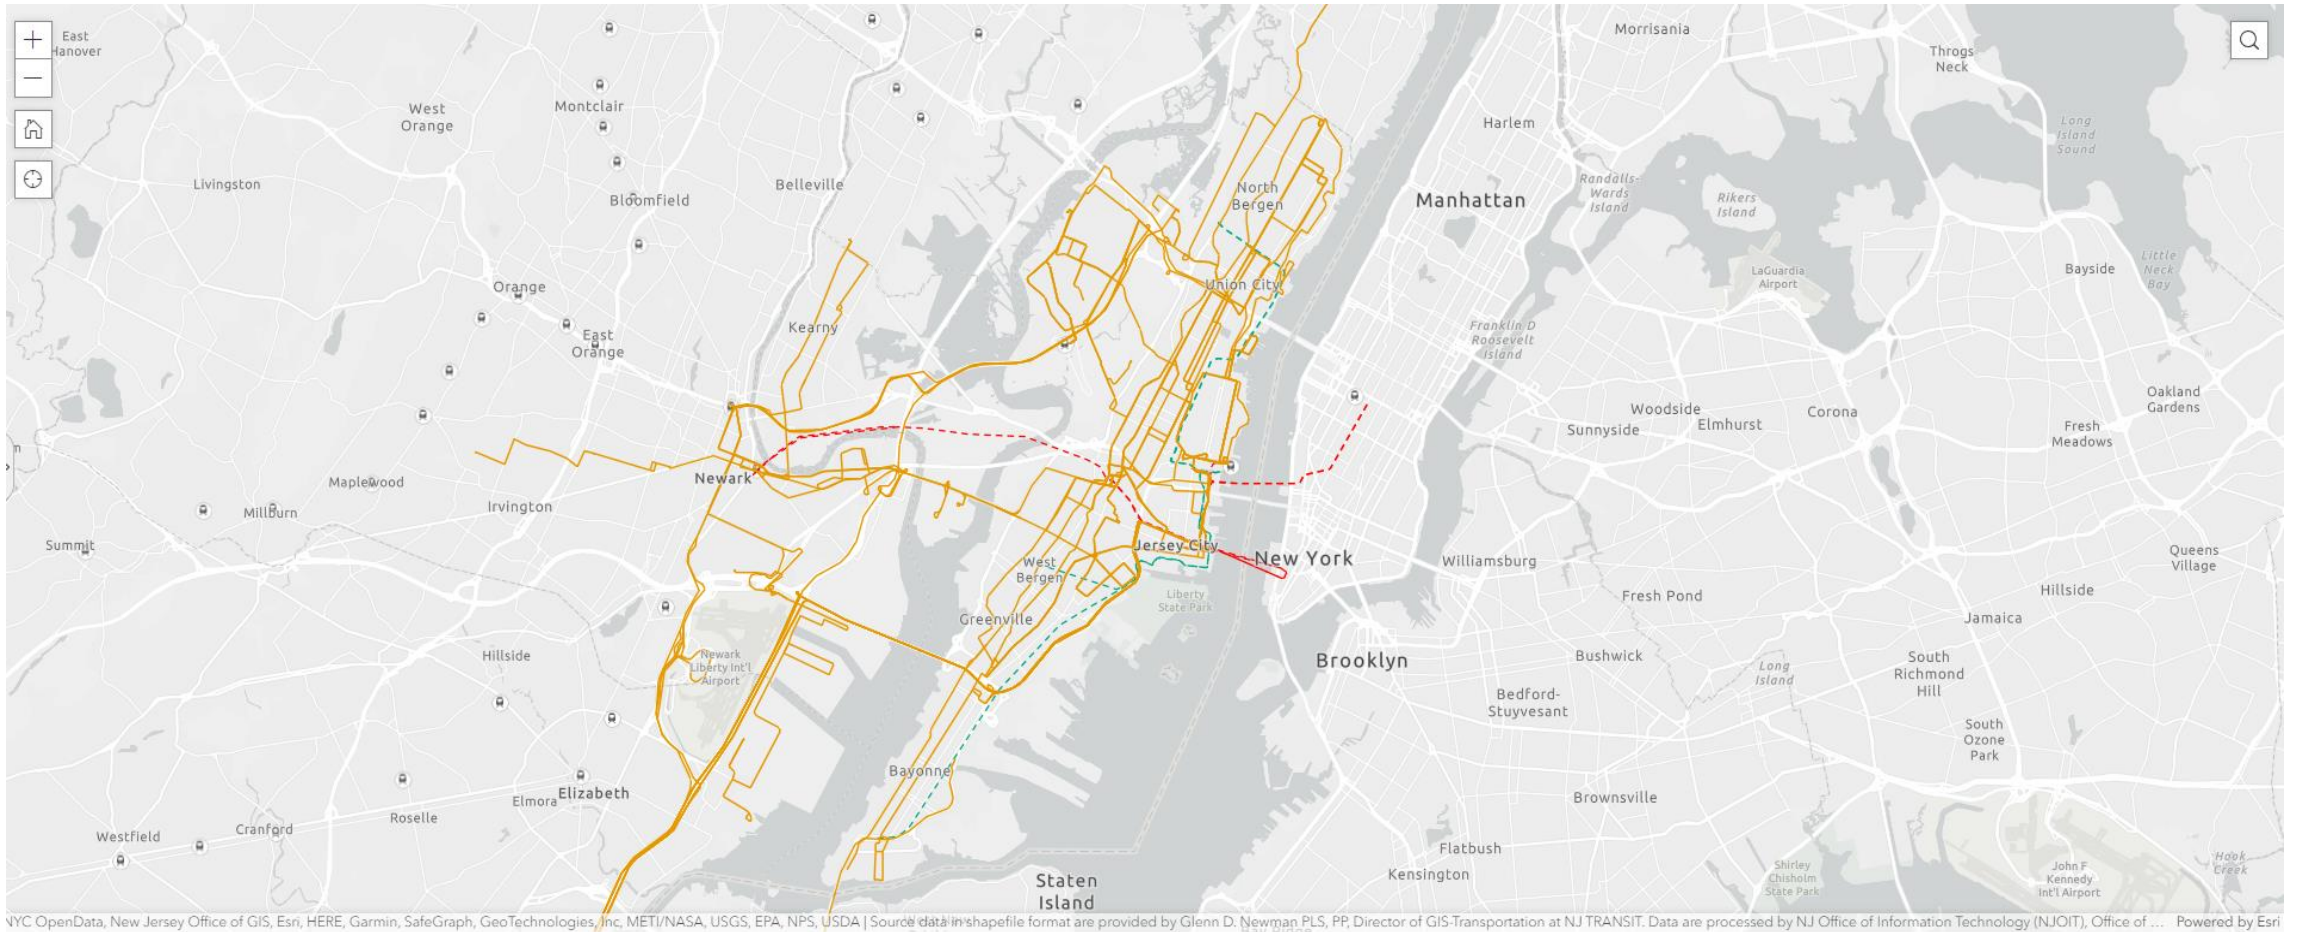 East
Hanover
Morrisania
Throgs
Neck
West
Orange
Montclair
Harlem
Long
Island
Sound
Livingston
Bloomfield
Belleville
North
Bergen
Manhattan
Randalls-
Wards
Island
Rikers
Island
Orange
Kearny
Union City
LaGuardia
Airport
Bayside
Little
Neck
Bay
East
Orange
Franklin D
Roosevelt
Island
Woodside
Elmhurst
Corona
Oakland
Gardens
Sunnyside
Fresh
Meadows
Maplewood
Newark
Millburn
Irvington
Summit
Jersey City
New York
Williamsburg
Queens
Village
West
Bergen
Liberty
State Park
Fresh Pond
Hillside
Greenville
Jamaica
Hillside
Newark
Liberty Int'l
Airport
Brooklyn
Bushwick
Long
Island
South
Richmond
Hill
Bedford-
Stuyvesant
South
Ozone
Park
Bayonne
Elmora
Elizabeth
Brownsville
Westfield
Cranford
Roselle
Flatbush
Kensington
Staten
Island
Shirley
Chisholm
State Park
John F
Kennedy
Int'l Airport
Hook
Creek
NYC OpenData, New Jersey Office of GIS, Esri, HERE, Garmin, SafeGraph, GeoTechnologies, Inc, METI/NASA, USGS, EPA, NPS, USDA | Source data in shapefile format are provided by Glenn D. Newman PLS, PP, Director of GIS-Transportation at NJ TRANSIT. Data are processed by NJ Office of Information Technology (NJOIT), Office of ... Powered by Esri